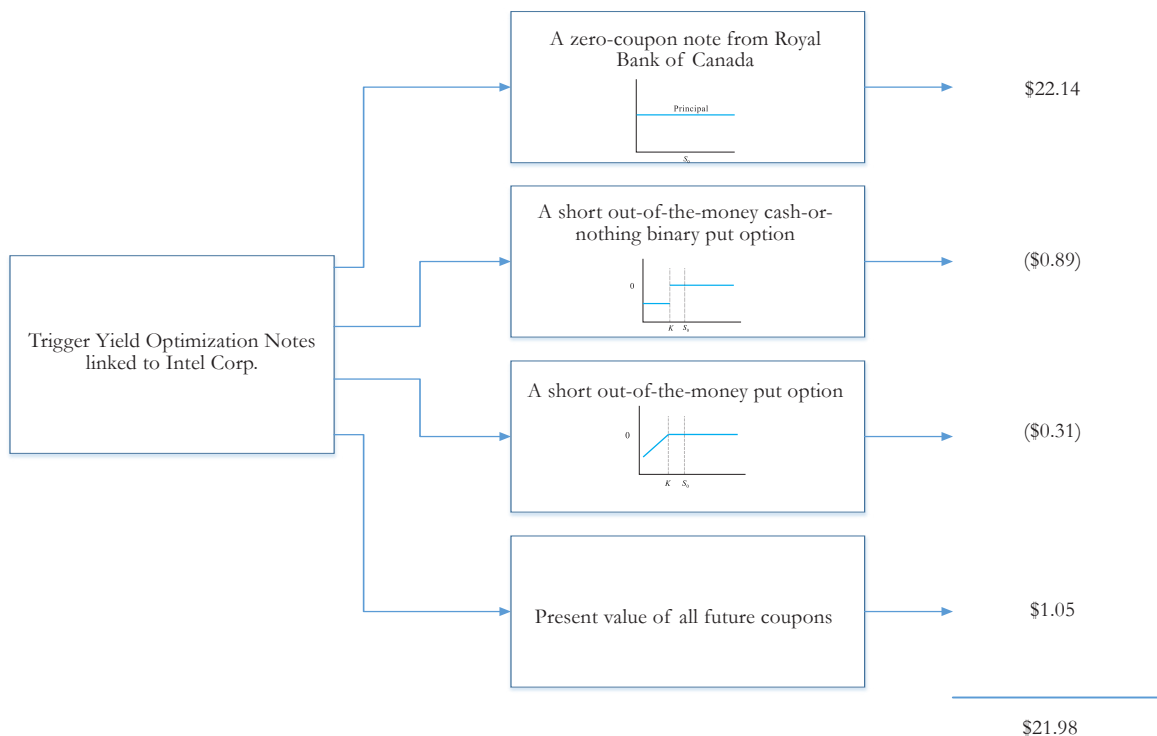 A zero-coupon note from Royal
Bank of Canada
Principal
S₀
$22.14
A short out-of-the-money cash-or-
nothing binary put option
0
K S₀
($0.89)
Trigger Yield Optimization Notes
linked to Intel Corp.
A short out-of-the-money put option
0
K S₀
($0.31)
Present value of all future coupons
$1.05
$21.98